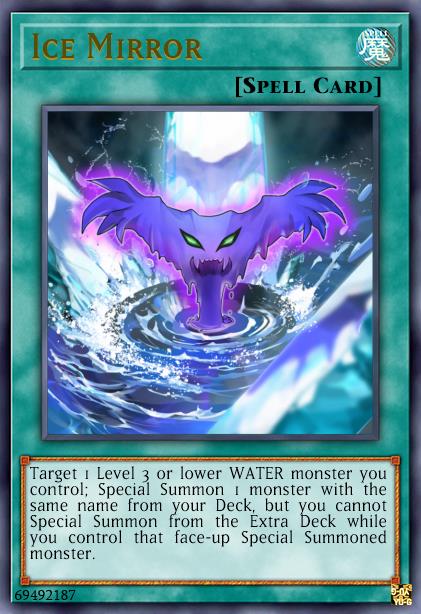 Ice Mirror
SPELL
魔
[Spell Card]
Target 1 Level 3 or lower WATER monster you
control; Special Summon 1 monster with the
same name from your Deck, but you cannot
Special Summon from the Extra Deck while
you control that face-up Special Summoned
monster.
69492187